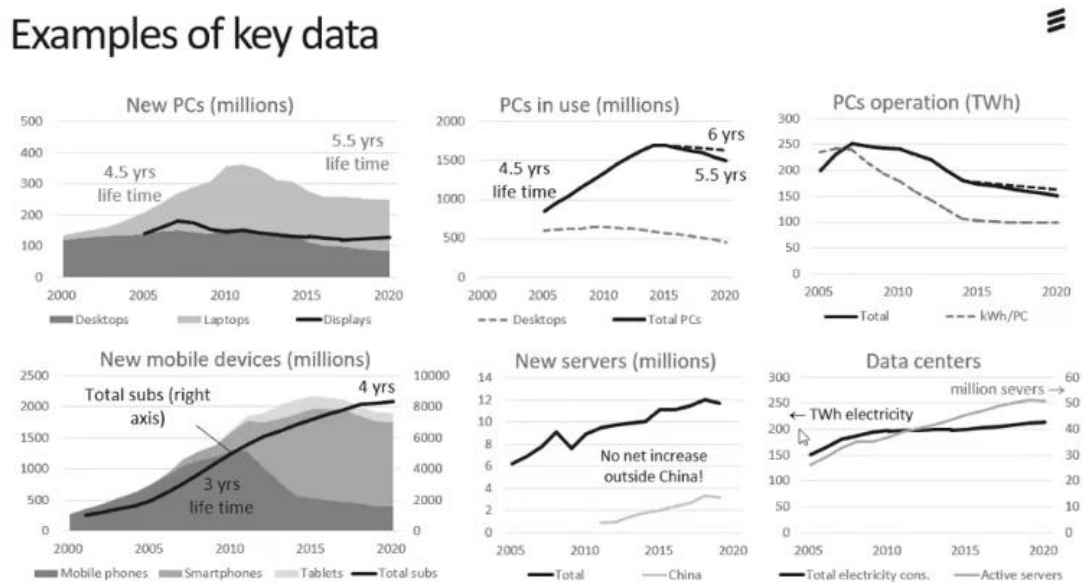 Examples of key data
New PCs (millions)
500
400
300
200
100
0
4.5 yrs
life time
5.5 yrs
life time
2000 2005 2010 2015 2020
Desktops Laptops Displays
PCs in use (millions)
2000
1500
1000
500
0
4.5 yrs
life time
6 yrs
5.5 yrs
2000 2005 2010 2015 2020
Desktops Total PCs
PCs operation (TWh)
300
250
200
150
100
50
0
2005 2010 2015 2020
Total kWh/PC
New mobile devices (millions)
2500
2000
1500
1000
500
0
Total subs (right
axis)
4 yrs
3 yrs
life time
10000
8000
6000
4000
2000
0
2000 2005 2010 2015 2020
Mobile phones Smartphones Tablets Total subs
New servers (millions)
14
12
10
8
6
4
2
0
No net increase
outside China!
2005 2010 2015 2020
Total China
Data centers
300
250
200
150
100
50
0
million severs →
← TWh electricity
60
50
40
30
20
10
0
2005 2010 2015 2020
Total electricity cons. Active servers